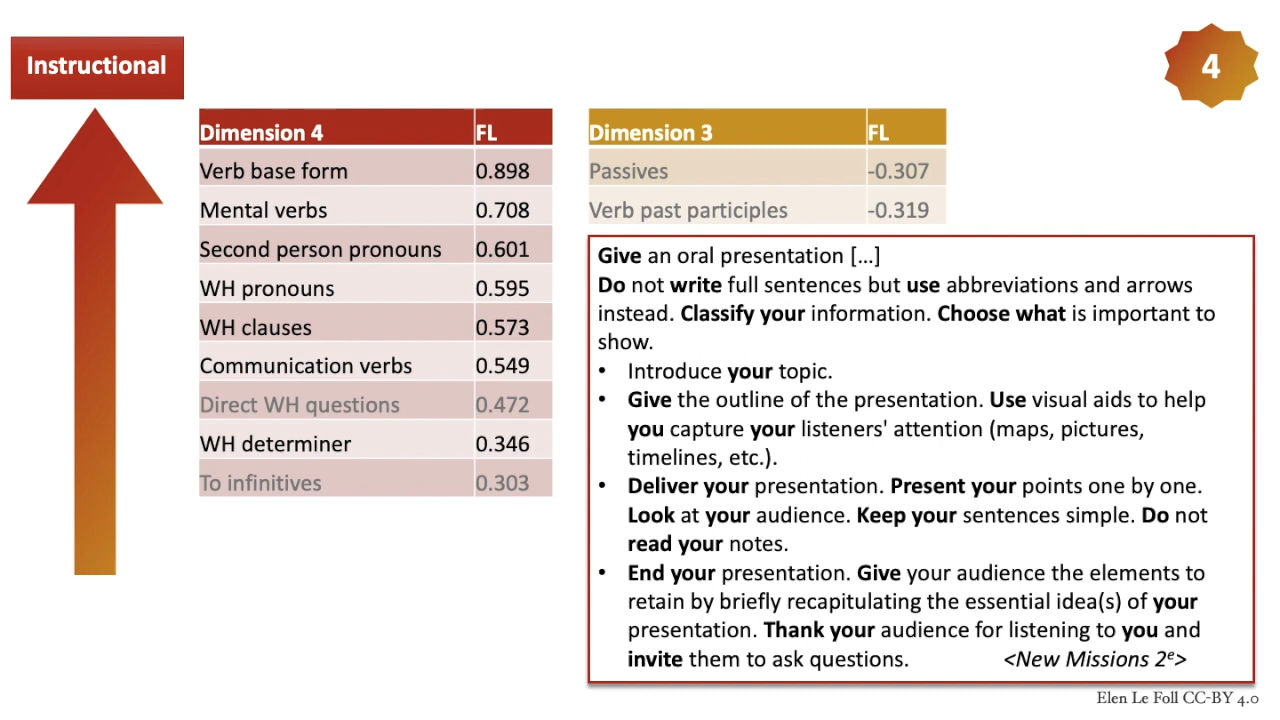 Instructional
4
Dimension 4 FL
Verb base form 0.898
Mental verbs 0.708
Second person pronouns 0.601
WH pronouns 0.595
WH clauses 0.573
Communication verbs 0.549
Direct WH questions 0.472
WH determiner 0.346
To infinitives 0.303
Dimension 3 FL
Passives -0.307
Verb past participles -0.319
Give an oral presentation […]
Do not write full sentences but use abbreviations and arrows
instead. Classify your information. Choose what is important to
show.
• Introduce your topic.
• Give the outline of the presentation. Use visual aids to help
you capture your listeners' attention (maps, pictures,
timelines, etc.).
• Deliver your presentation. Present your points one by one.
Look at your audience. Keep your sentences simple. Do not
read your notes.
• End your presentation. Give your audience the elements to
retain by briefly recapitulating the essential idea(s) of your
presentation. Thank your audience for listening to you and
invite them to ask questions. <New Missions 2e>
Elen Le Foll CC-BY 4.0